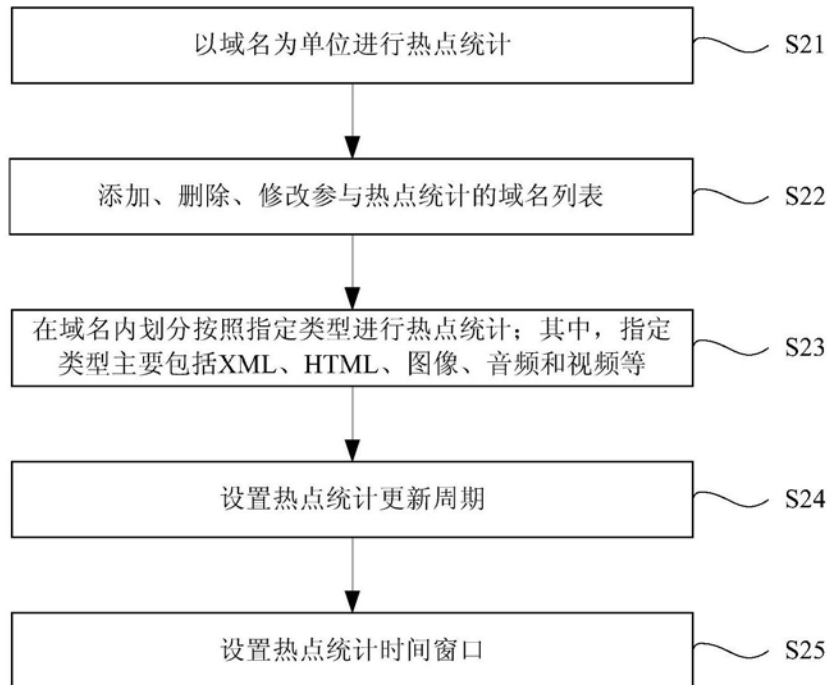 以域名为单位进行热点统计
S21
添加、删除、修改参与热点统计的域名列表
S22
在域名内划分按照指定类型进行热点统计；其中，指定
类型主要包括XML、HTML、图像、音频和视频等
S23
设置热点统计更新周期
S24
设置热点统计时间窗口
S25